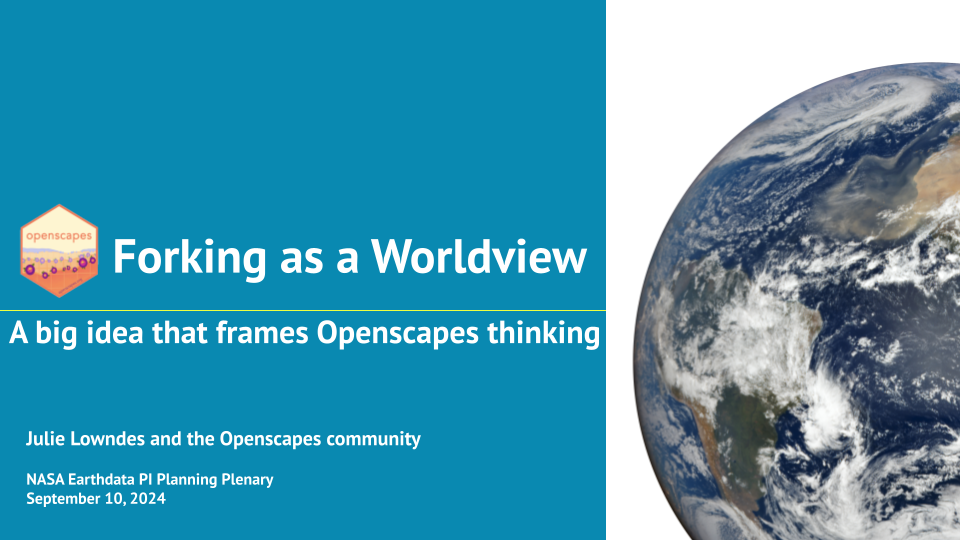 openscapes
Forking as a Worldview
A big idea that frames Openscapes thinking
Julie Lowndes and the Openscapes community
NASA Earthdata PI Planning Plenary
September 10, 2024